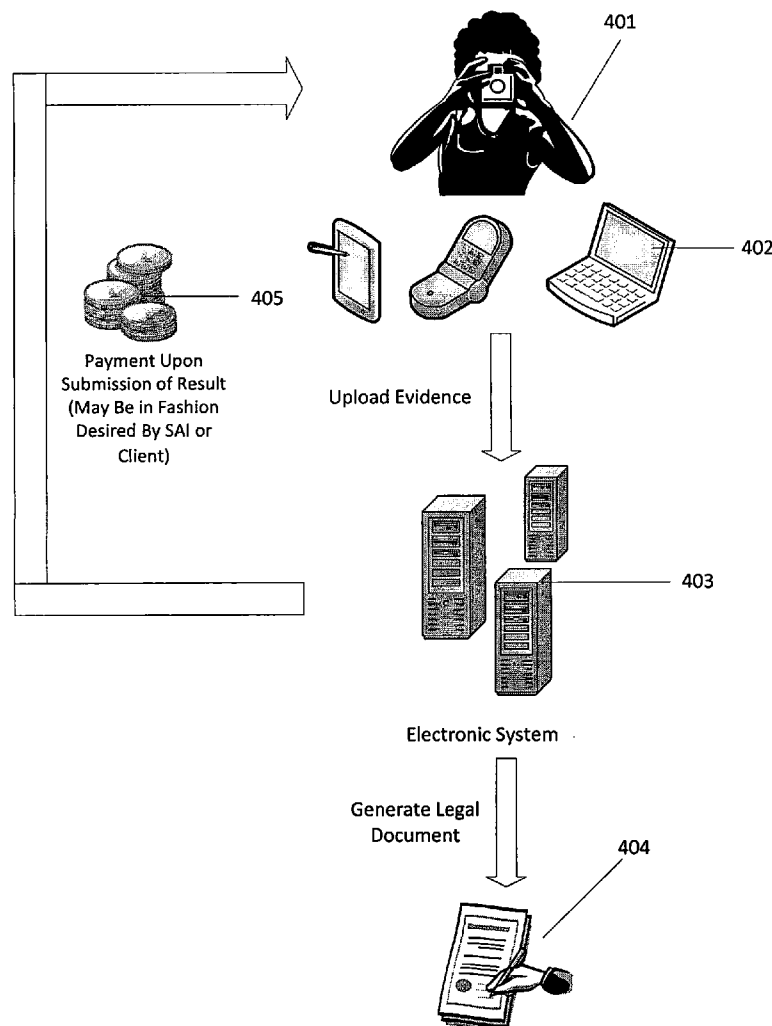 401
402
405
Payment Upon
Submission of Result
(May Be in Fashion
Desired By SAI or
Client)
Upload Evidence
403
Electronic System
Generate Legal
Document
404